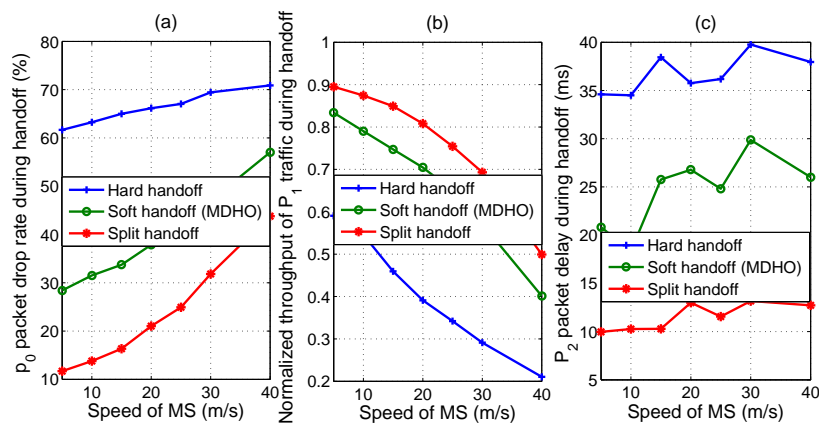 (a)
80
70
60
50
40
30
20
10
p0 packet drop rate during handoff (%)
Hard handoff
Soft handoff (MDHO)
Split handoff
10 20 30 40
Speed of MS (m/s)
(b)
1
0.9
0.8
0.7
0.6
0.5
0.4
0.3
0.2
Normalized throughput of P1 traffic during handoff
Hard handoff
Soft handoff (MDHO)
Split handoff
10 20 30 40
Speed of MS (m/s)
(c)
40
35
30
25
20
15
10
5
P2 packet delay during handoff (ms)
Hard handoff
Soft handoff (MDHO)
Split handoff
10 20 30 40
Speed of MS (m/s)